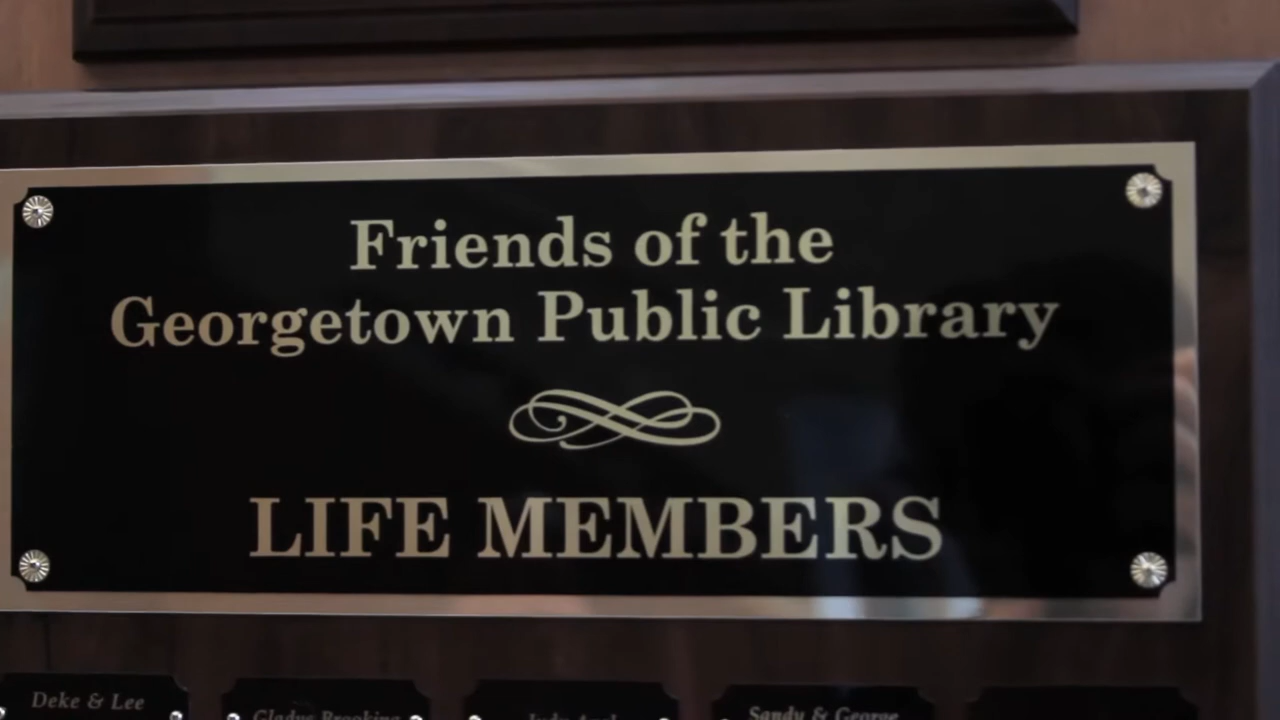 Friends of the
Georgetown Public Library
LIFE MEMBERS
Deke & Lee
Gladys Brooking
Sandy & George